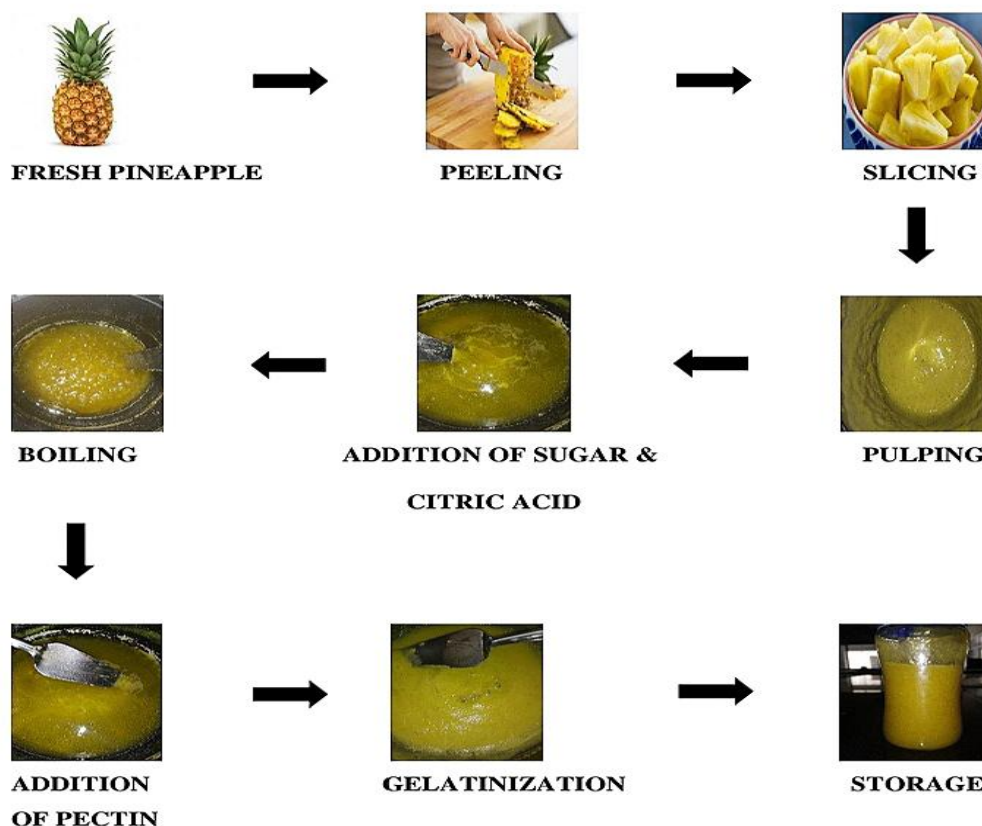 FRESH PINEAPPLE
PEELING
SLICING
PULPING
ADDITION OF SUGAR &
CITRIC ACID
BOILING
ADDITION
OF PECTIN
GELATINIZATION
STORAGE